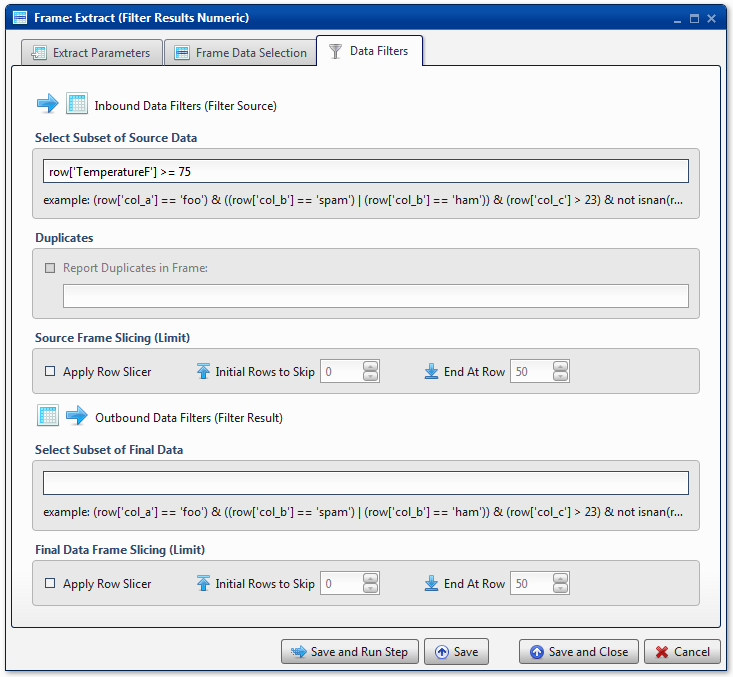 Frame: Extract (Filter Results Numeric)
Extract Parameters
Frame Data Selection
Data Filters
Inbound Data Filters (Filter Source)
Select Subset of Source Data
row['TemperatureF'] >= 75
example: (row['col_a'] == 'foo') & ((row['col_b'] == 'spam') | (row['col_b'] == 'ham')) & (row['col_c'] > 23) & not isnan(r...
Duplicates
Report Duplicates in Frame:
Source Frame Slicing (Limit)
Apply Row Slicer Initial Rows to Skip 0 End At Row 50
Outbound Data Filters (Filter Result)
Select Subset of Final Data
example: (row['col_a'] == 'foo') & ((row['col_b'] == 'spam') | (row['col_b'] == 'ham')) & (row['col_c'] > 23) & not isnan(r...
Final Data Frame Slicing (Limit)
Apply Row Slicer Initial Rows to Skip 0 End At Row 50
Save and Run Step Save Save and Close Cancel